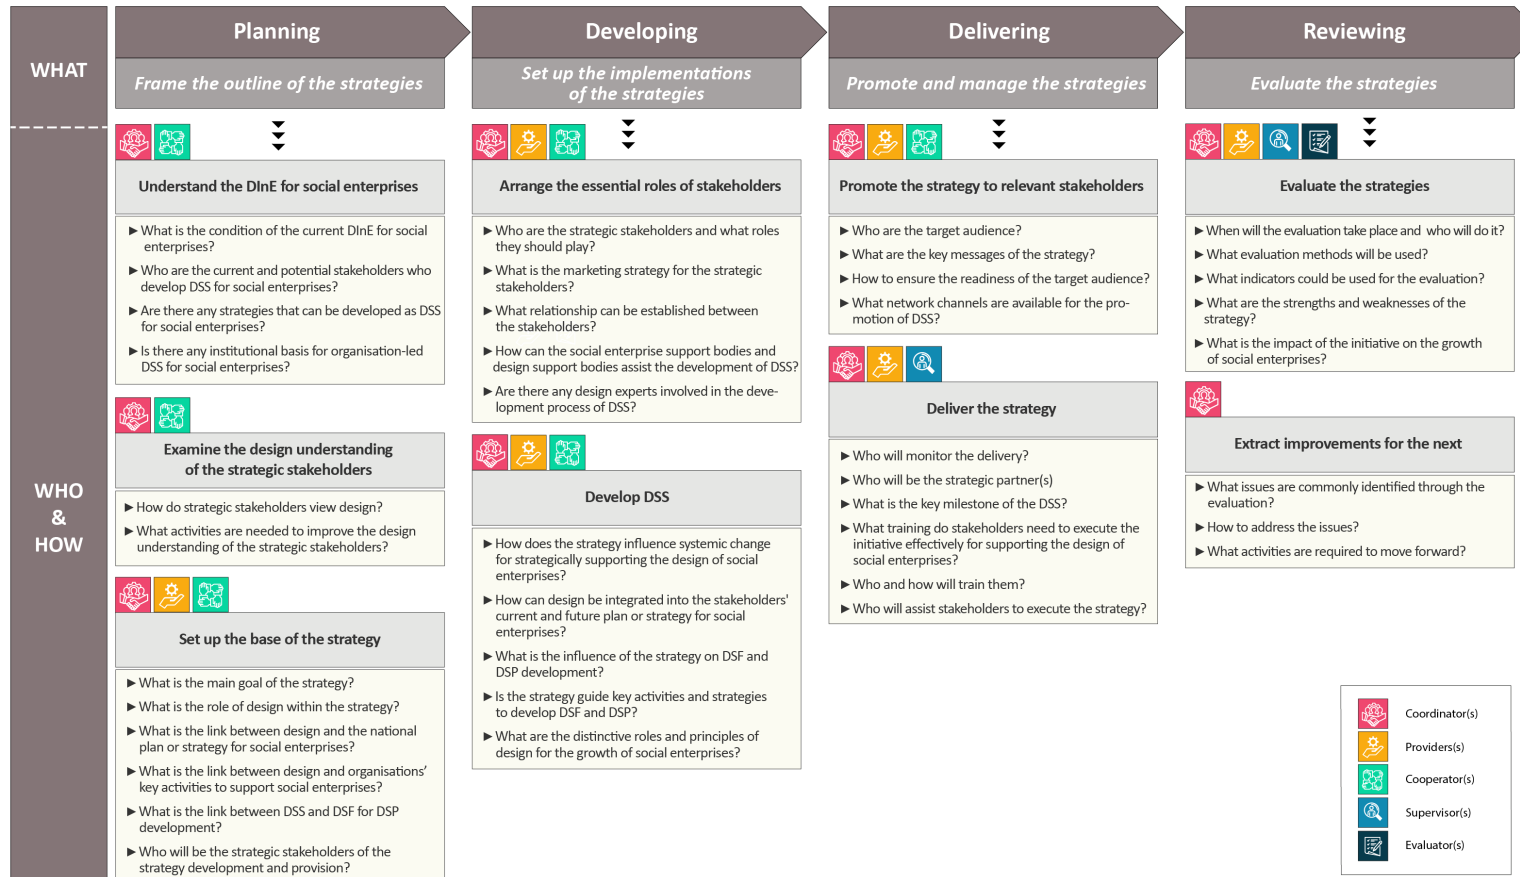 WHAT
Planning
Frame the outline of the strategies
Developing
Set up the implementations
of the strategies
Delivering
Promote and manage the strategies
Reviewing
Evaluate the strategies
WHO
&
HOW
Understand the DInE for social enterprises
► What is the condition of the current DInE for social
enterprises?
► Who are the current and potential stakeholders who
develop DSS for social enterprises?
► Are there any strategies that can be developed as DSS
for social enterprises?
► Is there any institutional basis for organisation-led
DSS for social enterprises?
Examine the design understanding
of the strategic stakeholders
► How do strategic stakeholders view design?
► What activities are needed to improve the design
understanding of the strategic stakeholders?
Set up the base of the strategy
► What is the main goal of the strategy?
► What is the role of design within the strategy?
► What is the link between design and the national
plan or strategy for social enterprises?
► What is the link between design and organisations'
key activities to support social enterprises?
► What is the link between DSS and DSF for DSP
development?
► Who will be the strategic stakeholders of the
strategy development and provision?
Arrange the essential roles of stakeholders
► Who are the strategic stakeholders and what roles
they should play?
► What is the marketing strategy for the strategic
stakeholders?
► What relationship can be established between
the stakeholders?
► How can the social enterprise support bodies and
design support bodies assist the development of DSS?
► Are there any design experts involved in the deve-
lopment process of DSS?
Develop DSS
► How does the strategy influence systemic change
for strategically supporting the design of social
enterprises?
► How can design be integrated into the stakeholders'
current and future plan or strategy for social
enterprises?
► What is the influence of the strategy on DSF and
DSP development?
► Is the strategy guide key activities and strategies
to develop DSF and DSP?
► What are the distinctive roles and principles of
design for the growth of social enterprises?
Promote the strategy to relevant stakeholders
► Who are the target audience?
► What are the key messages of the strategy?
► How to ensure the readiness of the target audience?
► What network channels are available for the pro-
motion of DSS?
Deliver the strategy
► Who will monitor the delivery?
► Who will be the strategic partner(s)
► What is the key milestone of the DSS?
► What training do stakeholders need to execute the
initiative effectively for supporting the design of
social enterprises?
► Who and how will train them?
► Who will assist stakeholders to execute the strategy?
Evaluate the strategies
► When will the evaluation take place and who will do it?
► What evaluation methods will be used?
► What indicators could be used for the evaluation?
► What are the strengths and weaknesses of the
strategy?
► What is the impact of the initiative on the growth
of social enterprises?
Extract improvements for the next
► What issues are commonly identified through the
evaluation?
► How to address the issues?
► What activities are required to move forward?
Coordinator(s)
Providers(s)
Cooperator(s)
Supervisor(s)
Evaluator(s)